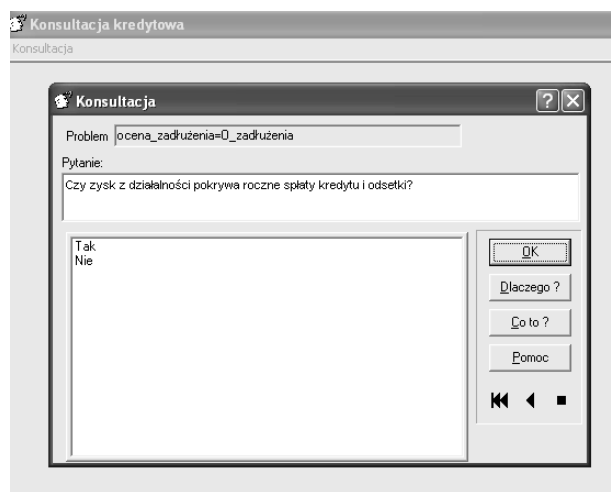 Konsultacja kredytowa
Konsultacja
Konsultacja
Problem ocena_zadłużenia=O_zadłużenia
Pytanie:
Czy zysk z działalności pokrywa roczne spłaty kredytu i odsetki?
Tak
Nie
OK
Dlaczego ?
Co to ?
Pomoc